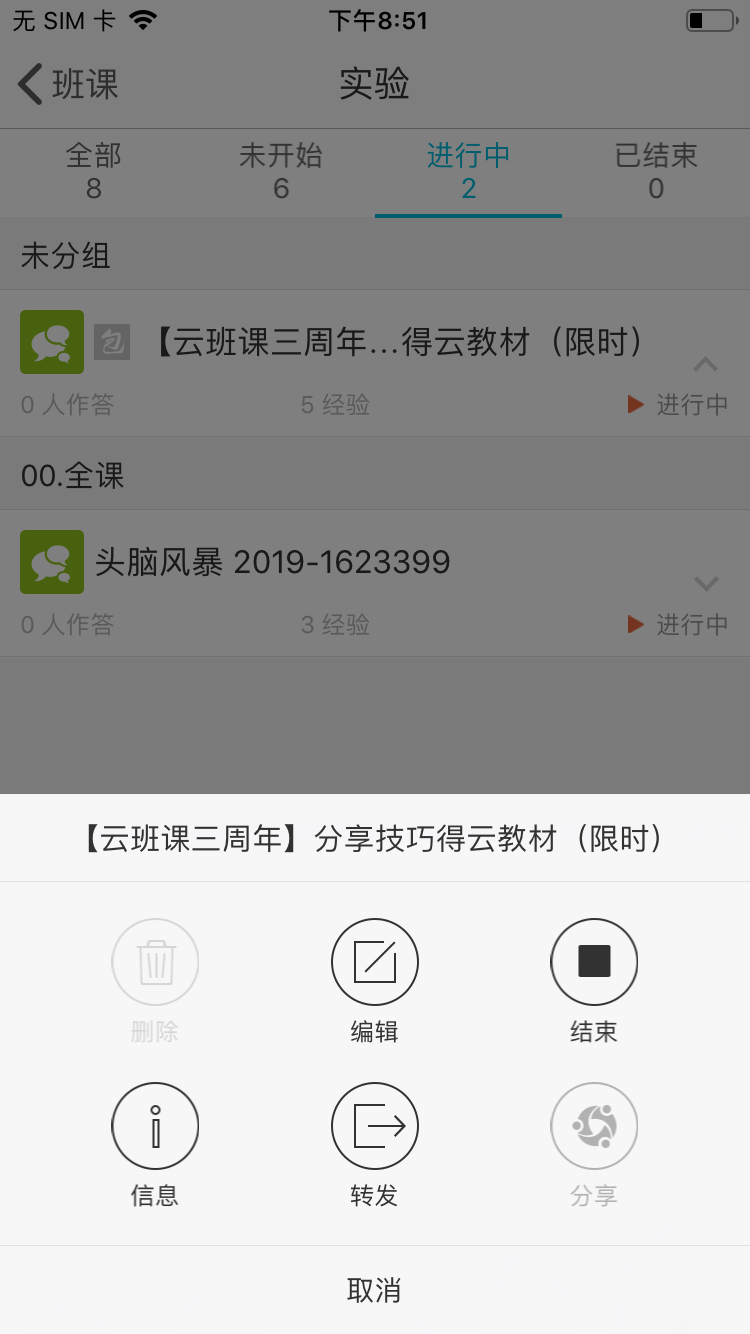 无 SIM 卡 下午8:51
班课 实验
全部 未开始 进行中 已结束
8 6 2 0
未分组
包 【云班课三周年...得云教材（限时）
0 人作答 5 经验 进行中
00.全课
头脑风暴 2019-1623399
0 人作答 3 经验 进行中
【云班课三周年】分享技巧得云教材（限时）
删除 编辑 结束
信息 转发 分享
取消